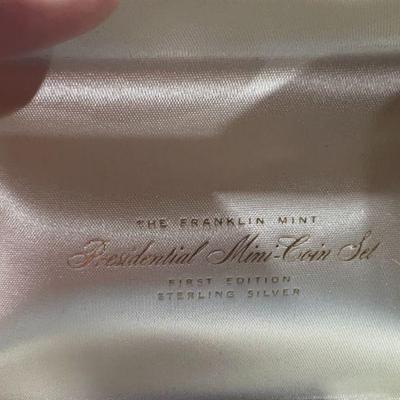 THE FRANKLIN MINT
Presidential Mini-Coin Set
FIRST EDITION
STERLING SILVER